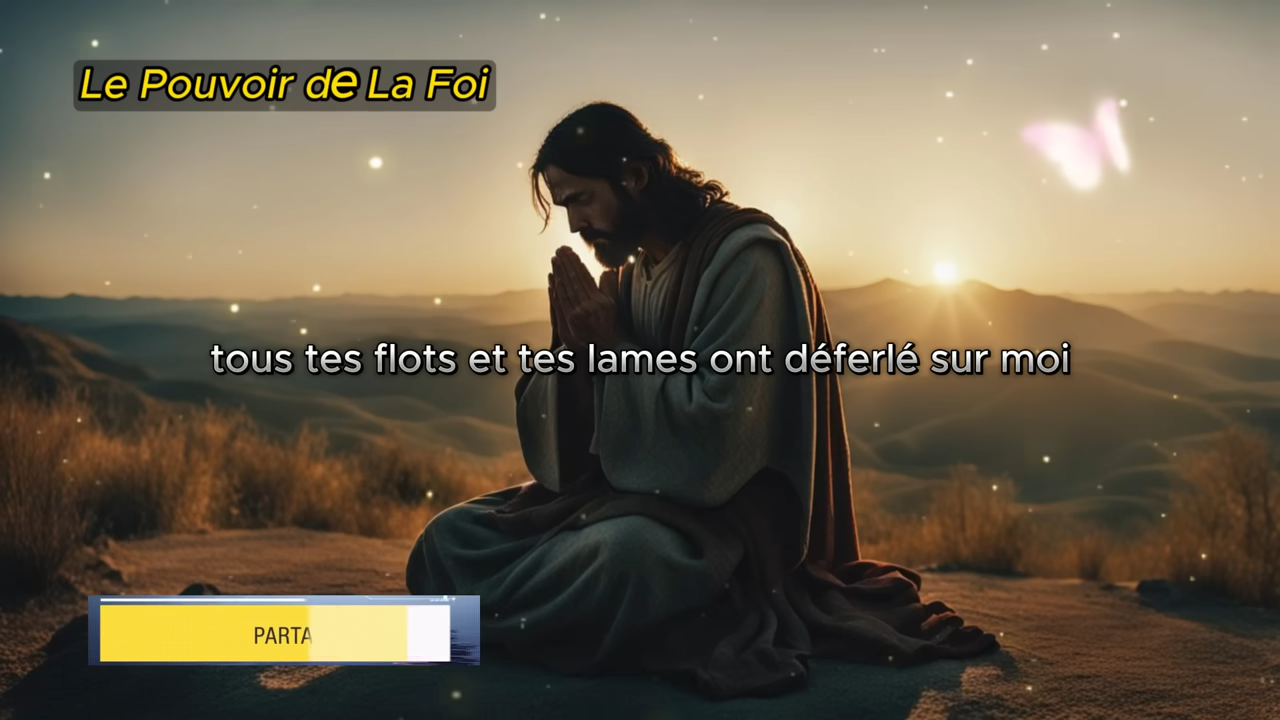 Le Pouvoir de La Foi
tous tes flots et tes lames ont déferlé sur moi
PARTA